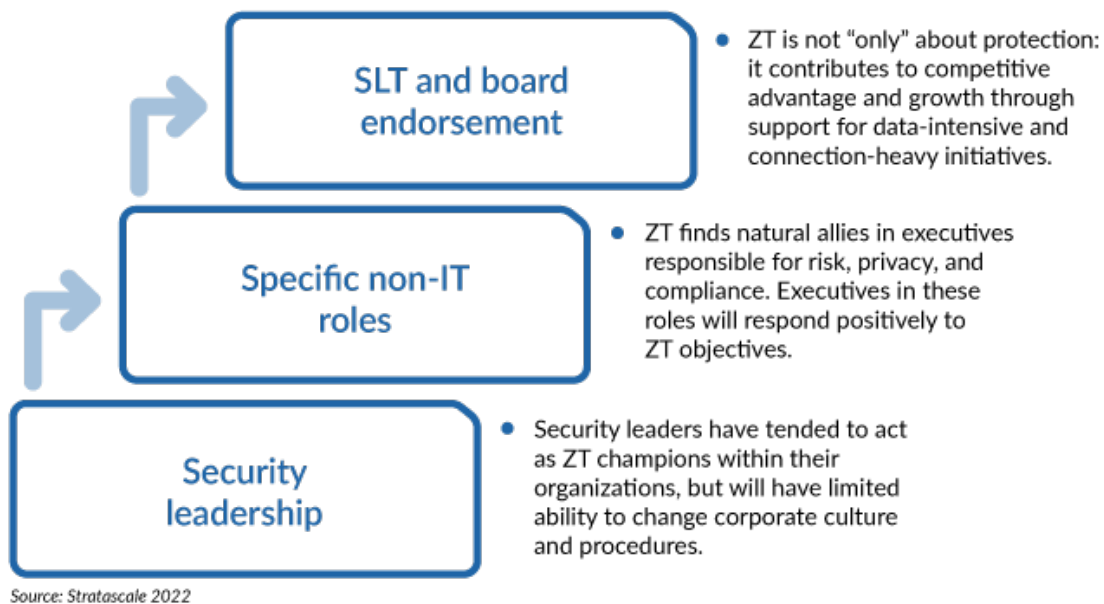 SLT and board
endorsement
• ZT is not “only” about protection:
it contributes to competitive
advantage and growth through
support for data-intensive and
connection-heavy initiatives.
Specific non-IT
roles
• ZT finds natural allies in executives
responsible for risk, privacy, and
compliance. Executives in these
roles will respond positively to
ZT objectives.
Security
leadership
• Security leaders have tended to act
as ZT champions within their
organizations, but will have limited
ability to change corporate culture
and procedures.
Source: Stratascale 2022